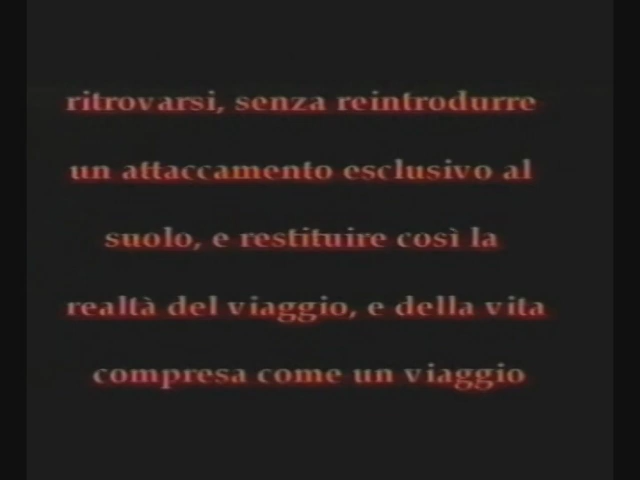 ritrovarsi, senza reintrodurre
un attaccamento esclusivo al
suolo, e restituire così la
realtà del viaggio, e della vita
compresa come un viaggio